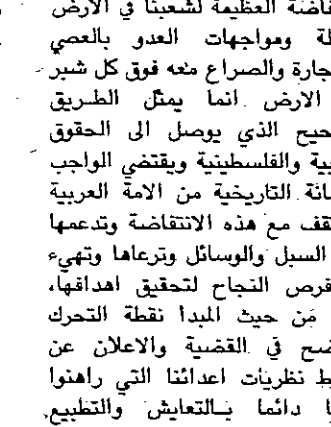 قاضة العظيمة لشعبنا في الارض
لة ومواجهات العدو بالعصي
جارة والصراع معه فوق كل شبر
الارض انما يمثل الطريق
حيح الذي يوصل الى الحقوق
بية والفلسطينية ويقتضي الواجب
مانة التاريخية من الامة العربية
تقف مع هذه الانتفاضة وتدعمها
السبل والوسائل وترعاها وتهيء
فرص النجاح لتحقيق اهدافها،
من حيث المبدأ نقطة التحرك
ضح في القضية والاعلان عن
ط نظريات اعدائنا التي راهنوا
ا دائما بالتعايش والتطبيع